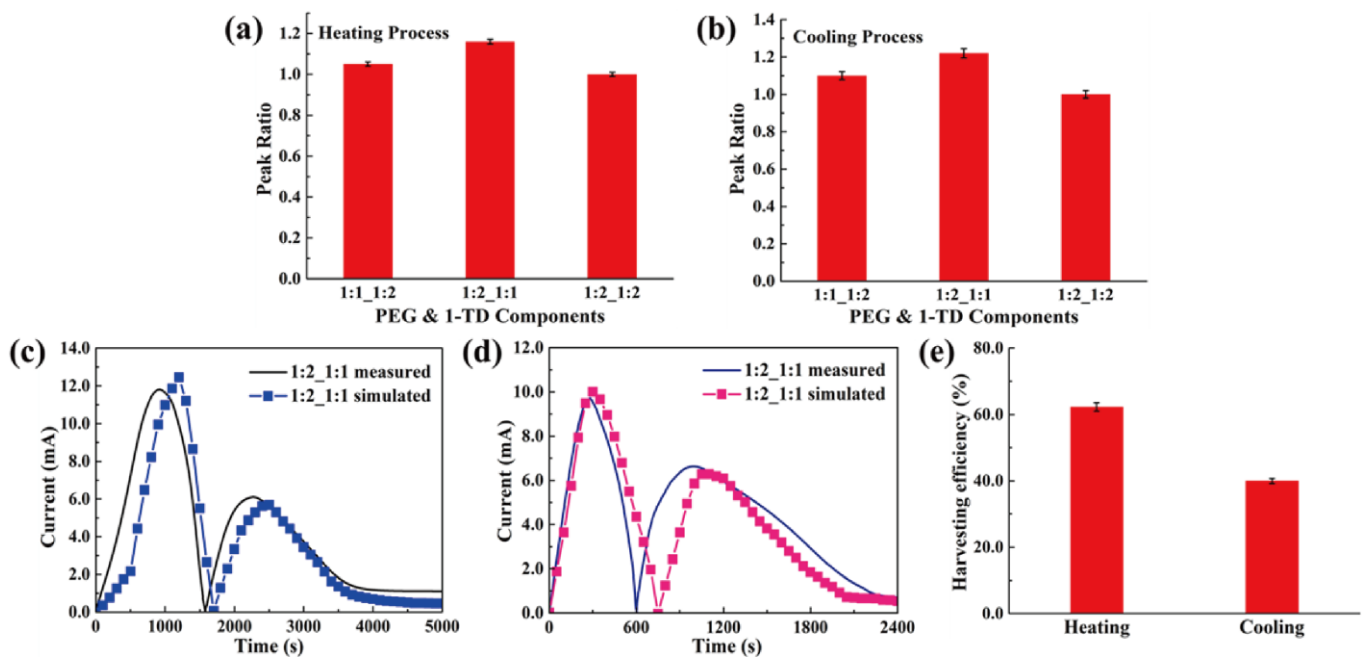 (a)
Heating Process
Peak Ratio
1.2
1.0
0.8
0.6
0.4
0.2
0.0
1:1_1:2
1:2_1:1
1:2_1:2
PEG & 1-TD Components
(b)
Cooling Process
Peak Ratio
1.4
1.2
1.0
0.8
0.6
0.4
0.2
0.0
1:1_1:2
1:2_1:1
1:2_1:2
PEG & 1-TD Components
(c)
1:2_1:1 measured
1:2_1:1 simulated
Current (mA)
14.0
12.0
10.0
8.0
6.0
4.0
2.0
0.0
0
1000
2000
3000
4000
5000
Time (s)
(d)
1:2_1:1 measured
1:2_1:1 simulated
Current (mA)
12.0
10.0
8.0
6.0
4.0
2.0
0.0
0
600
1200
1800
2400
Time (s)
(e)
Harvesting efficiency (%)
80.0
60.0
40.0
20.0
0.0
Heating
Cooling